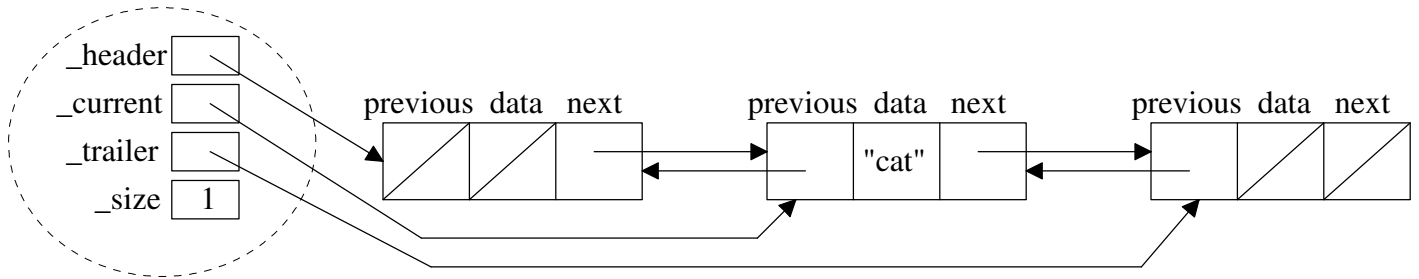 _header
_current
_trailer
_size 1
previous data next
previous data next
"cat"
previous data next